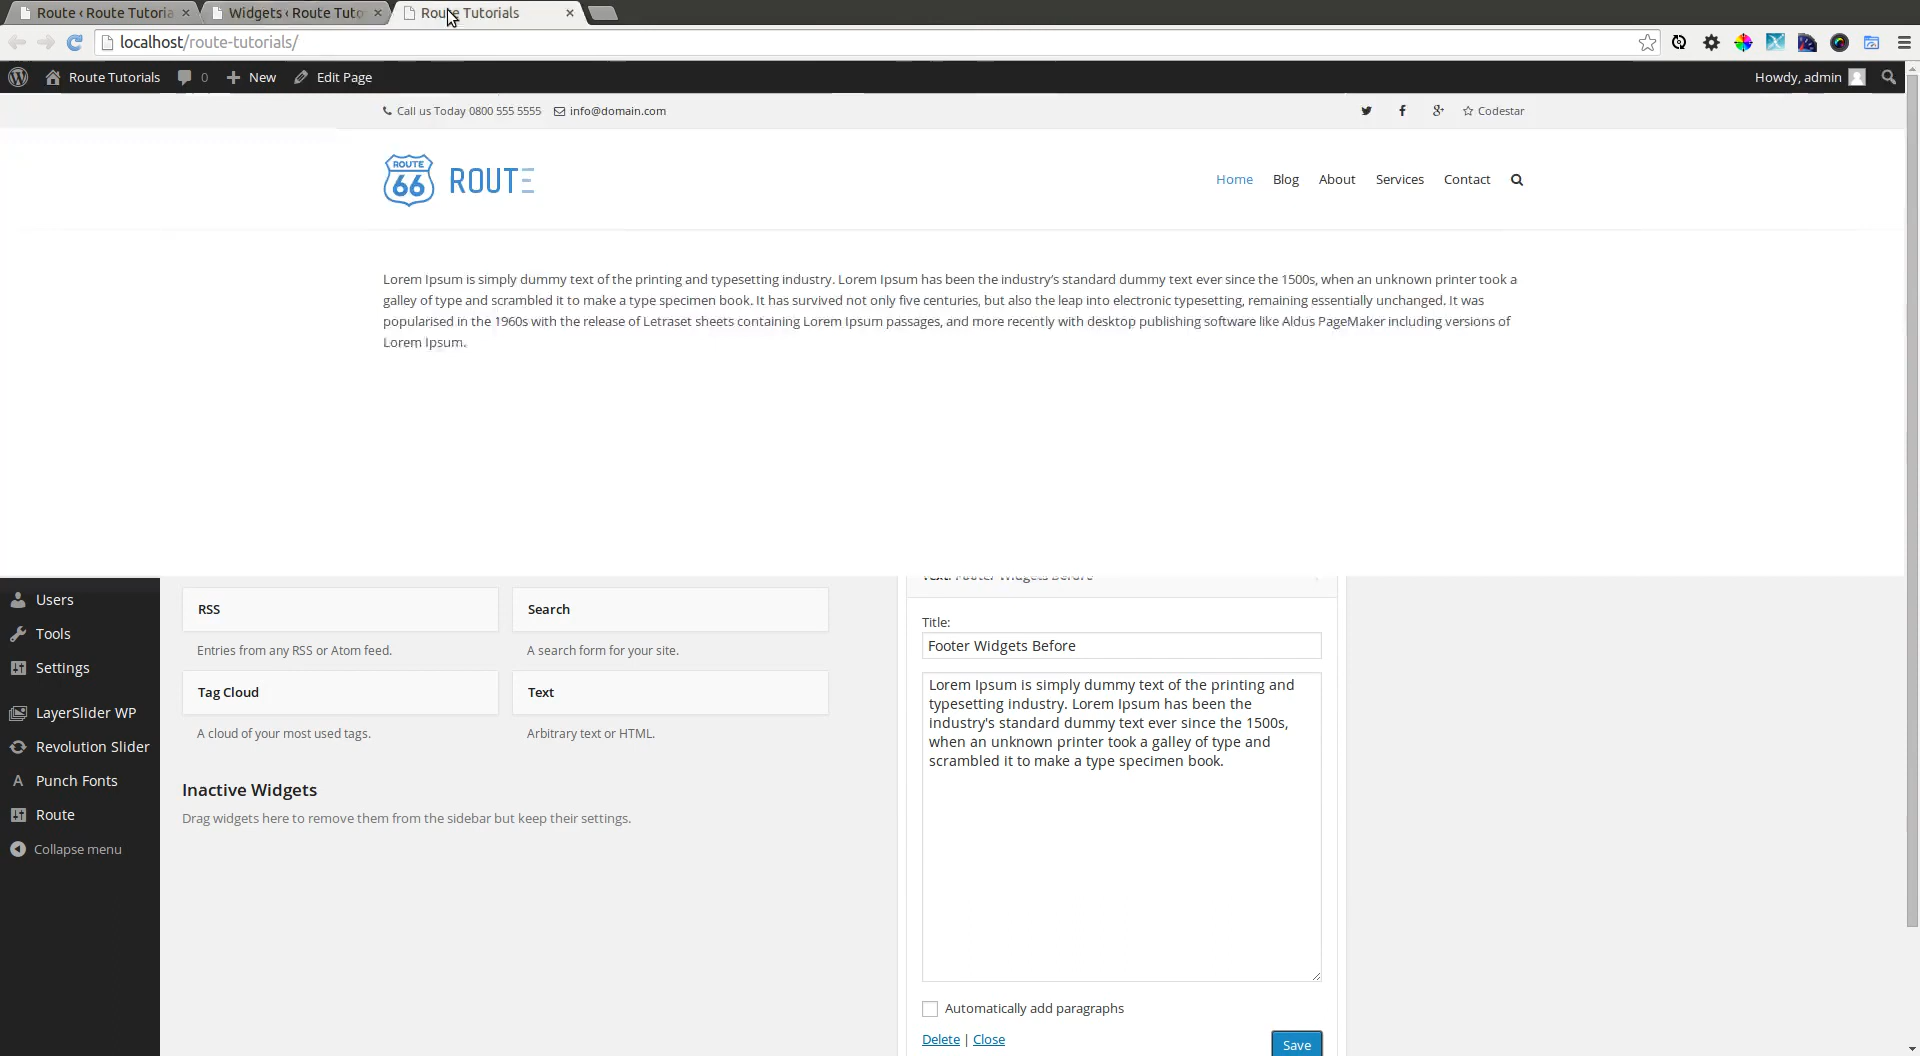 Route ‹ Route Tutoria
Widgets ‹ Route Tuto
Route Tutorials
localhost/route-tutorials/
Route Tutorials 0 New Edit Page Howdy, admin
Call us Today 0800 555 5555 info@domain.com Codestar
ROUTE
66 ROUTE
Home Blog About Services Contact
Lorem Ipsum is simply dummy text of the printing and typesetting industry. Lorem Ipsum has been the industry's standard dummy text ever since the 1500s, when an unknown printer took a
galley of type and scrambled it to make a type specimen book. It has survived not only five centuries, but also the leap into electronic typesetting, remaining essentially unchanged. It was
popularised in the 1960s with the release of Letraset sheets containing Lorem Ipsum passages, and more recently with desktop publishing software like Aldus PageMaker including versions of
Lorem Ipsum.
Users
Tools
Settings
LayerSlider WP
Revolution Slider
Punch Fonts
Route
Collapse menu
RSS
Entries from any RSS or Atom feed.
Search
A search form for your site.
Tag Cloud
A cloud of your most used tags.
Text
Arbitrary text or HTML.
Inactive Widgets
Drag widgets here to remove them from the sidebar but keep their settings.
Text: Footer Widgets Before
Title:
Footer Widgets Before
Lorem Ipsum is simply dummy text of the printing and
typesetting industry. Lorem Ipsum has been the
industry's standard dummy text ever since the 1500s,
when an unknown printer took a galley of type and
scrambled it to make a type specimen book.
Automatically add paragraphs
Delete | Close
Save